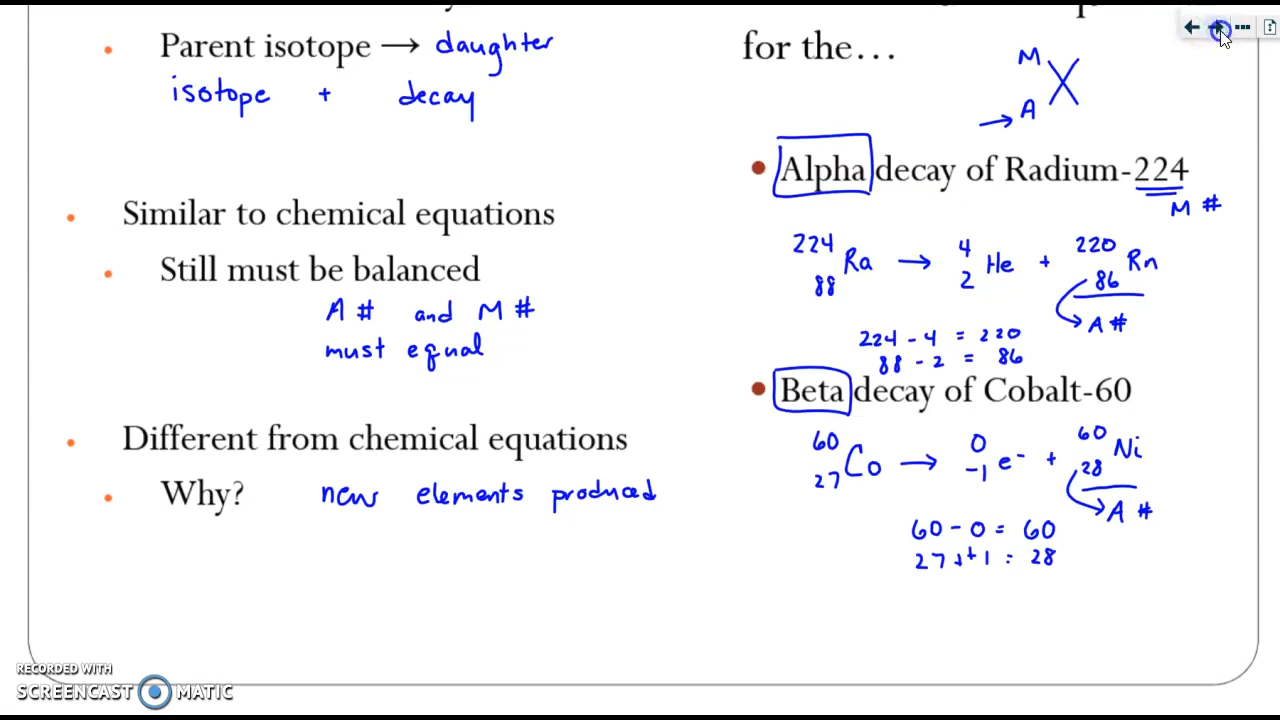 Parent isotope → daughter
isotope + decay
Similar to chemical equations
Still must be balanced
A # and M #
must equal
Different from chemical equations
Why? new elements produced
for the...
M
X
→ A
Alpha decay of Radium-224
M #
224 Ra → 4 He + 220 Rn
88 2 86
A #
224 - 4 = 220
88 - 2 = 86
Beta decay of Cobalt-60
60 Co → 0 e⁻ + 60 Ni
27 -1 28
A #
60 - 0 = 60
27 + 1 = 28
RECORDED WITH
SCREENCAST MATIC